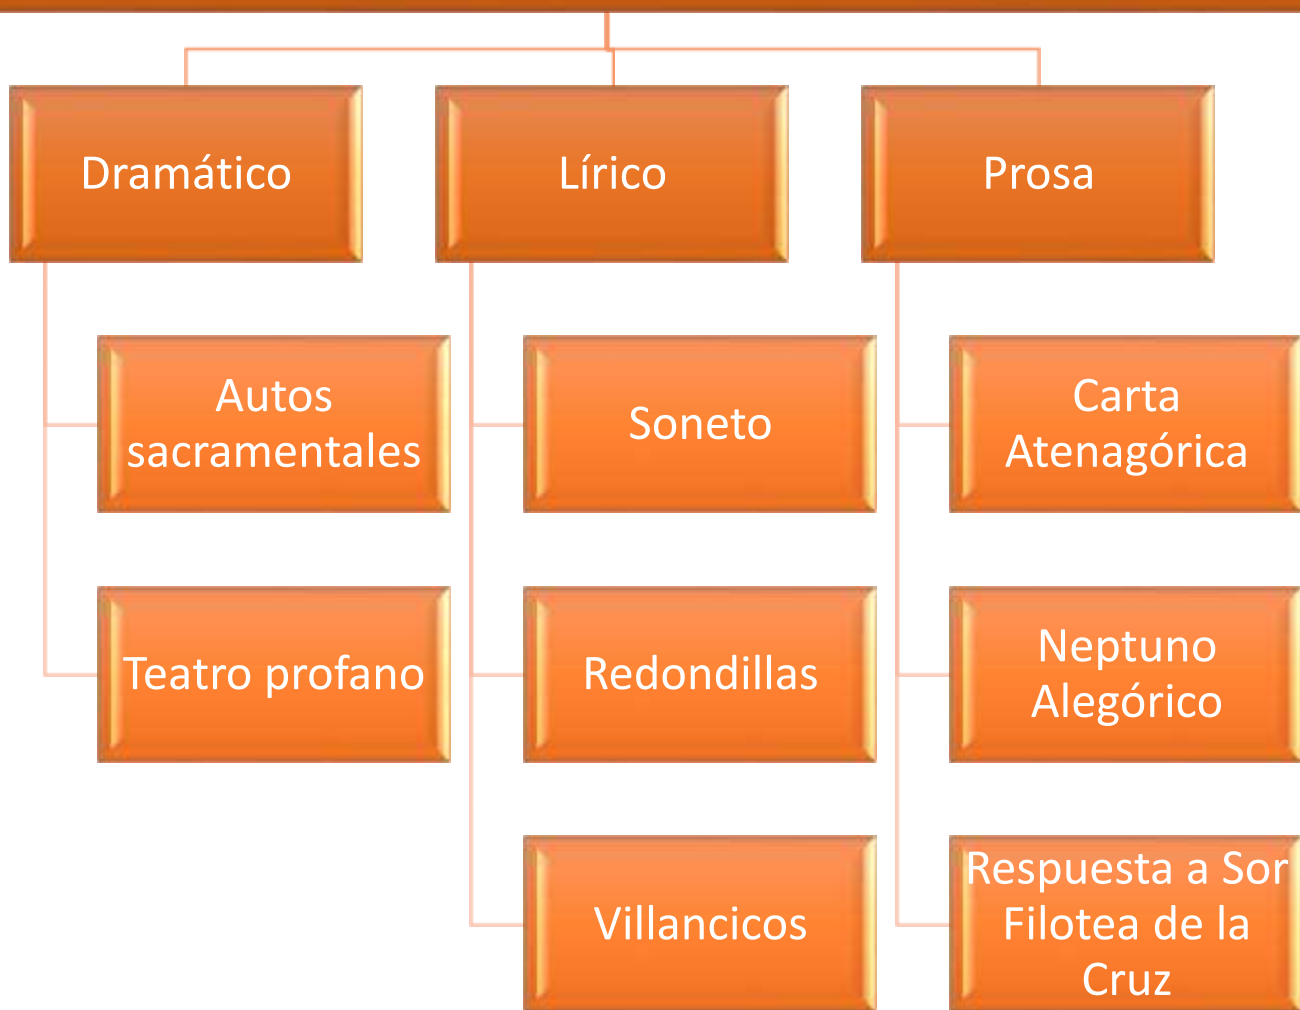 Dramático
Lírico
Prosa
Autos
sacramentales
Soneto
Carta
Atenagórica
Teatro profano
Redondillas
Neptuno
Alegórico
Villancicos
Respuesta a Sor
Filotea de la
Cruz